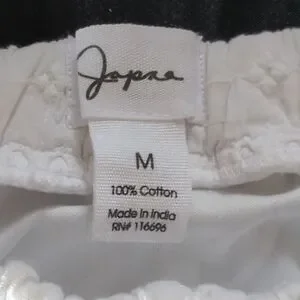 Japna
M
100% Cotton
Made in India
RN# 116696